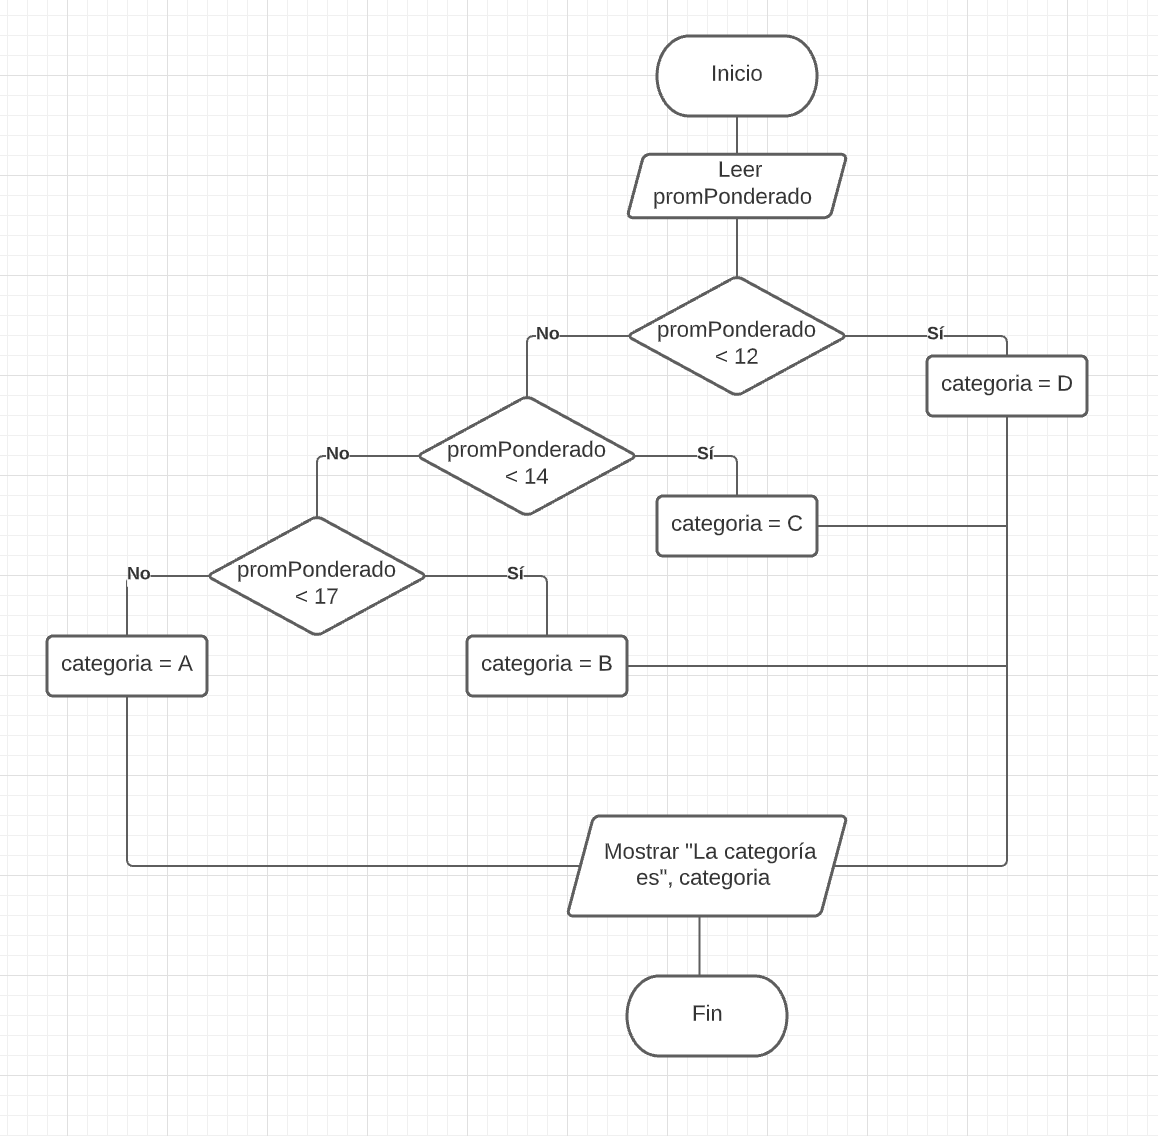 Inicio
Leer
promPonderado
promPonderado
< 12
No
Sí
categoria = D
promPonderado
< 14
No
Sí
categoria = C
promPonderado
< 17
No
Sí
categoria = A
categoria = B
Mostrar "La categoría
es", categoria
Fin